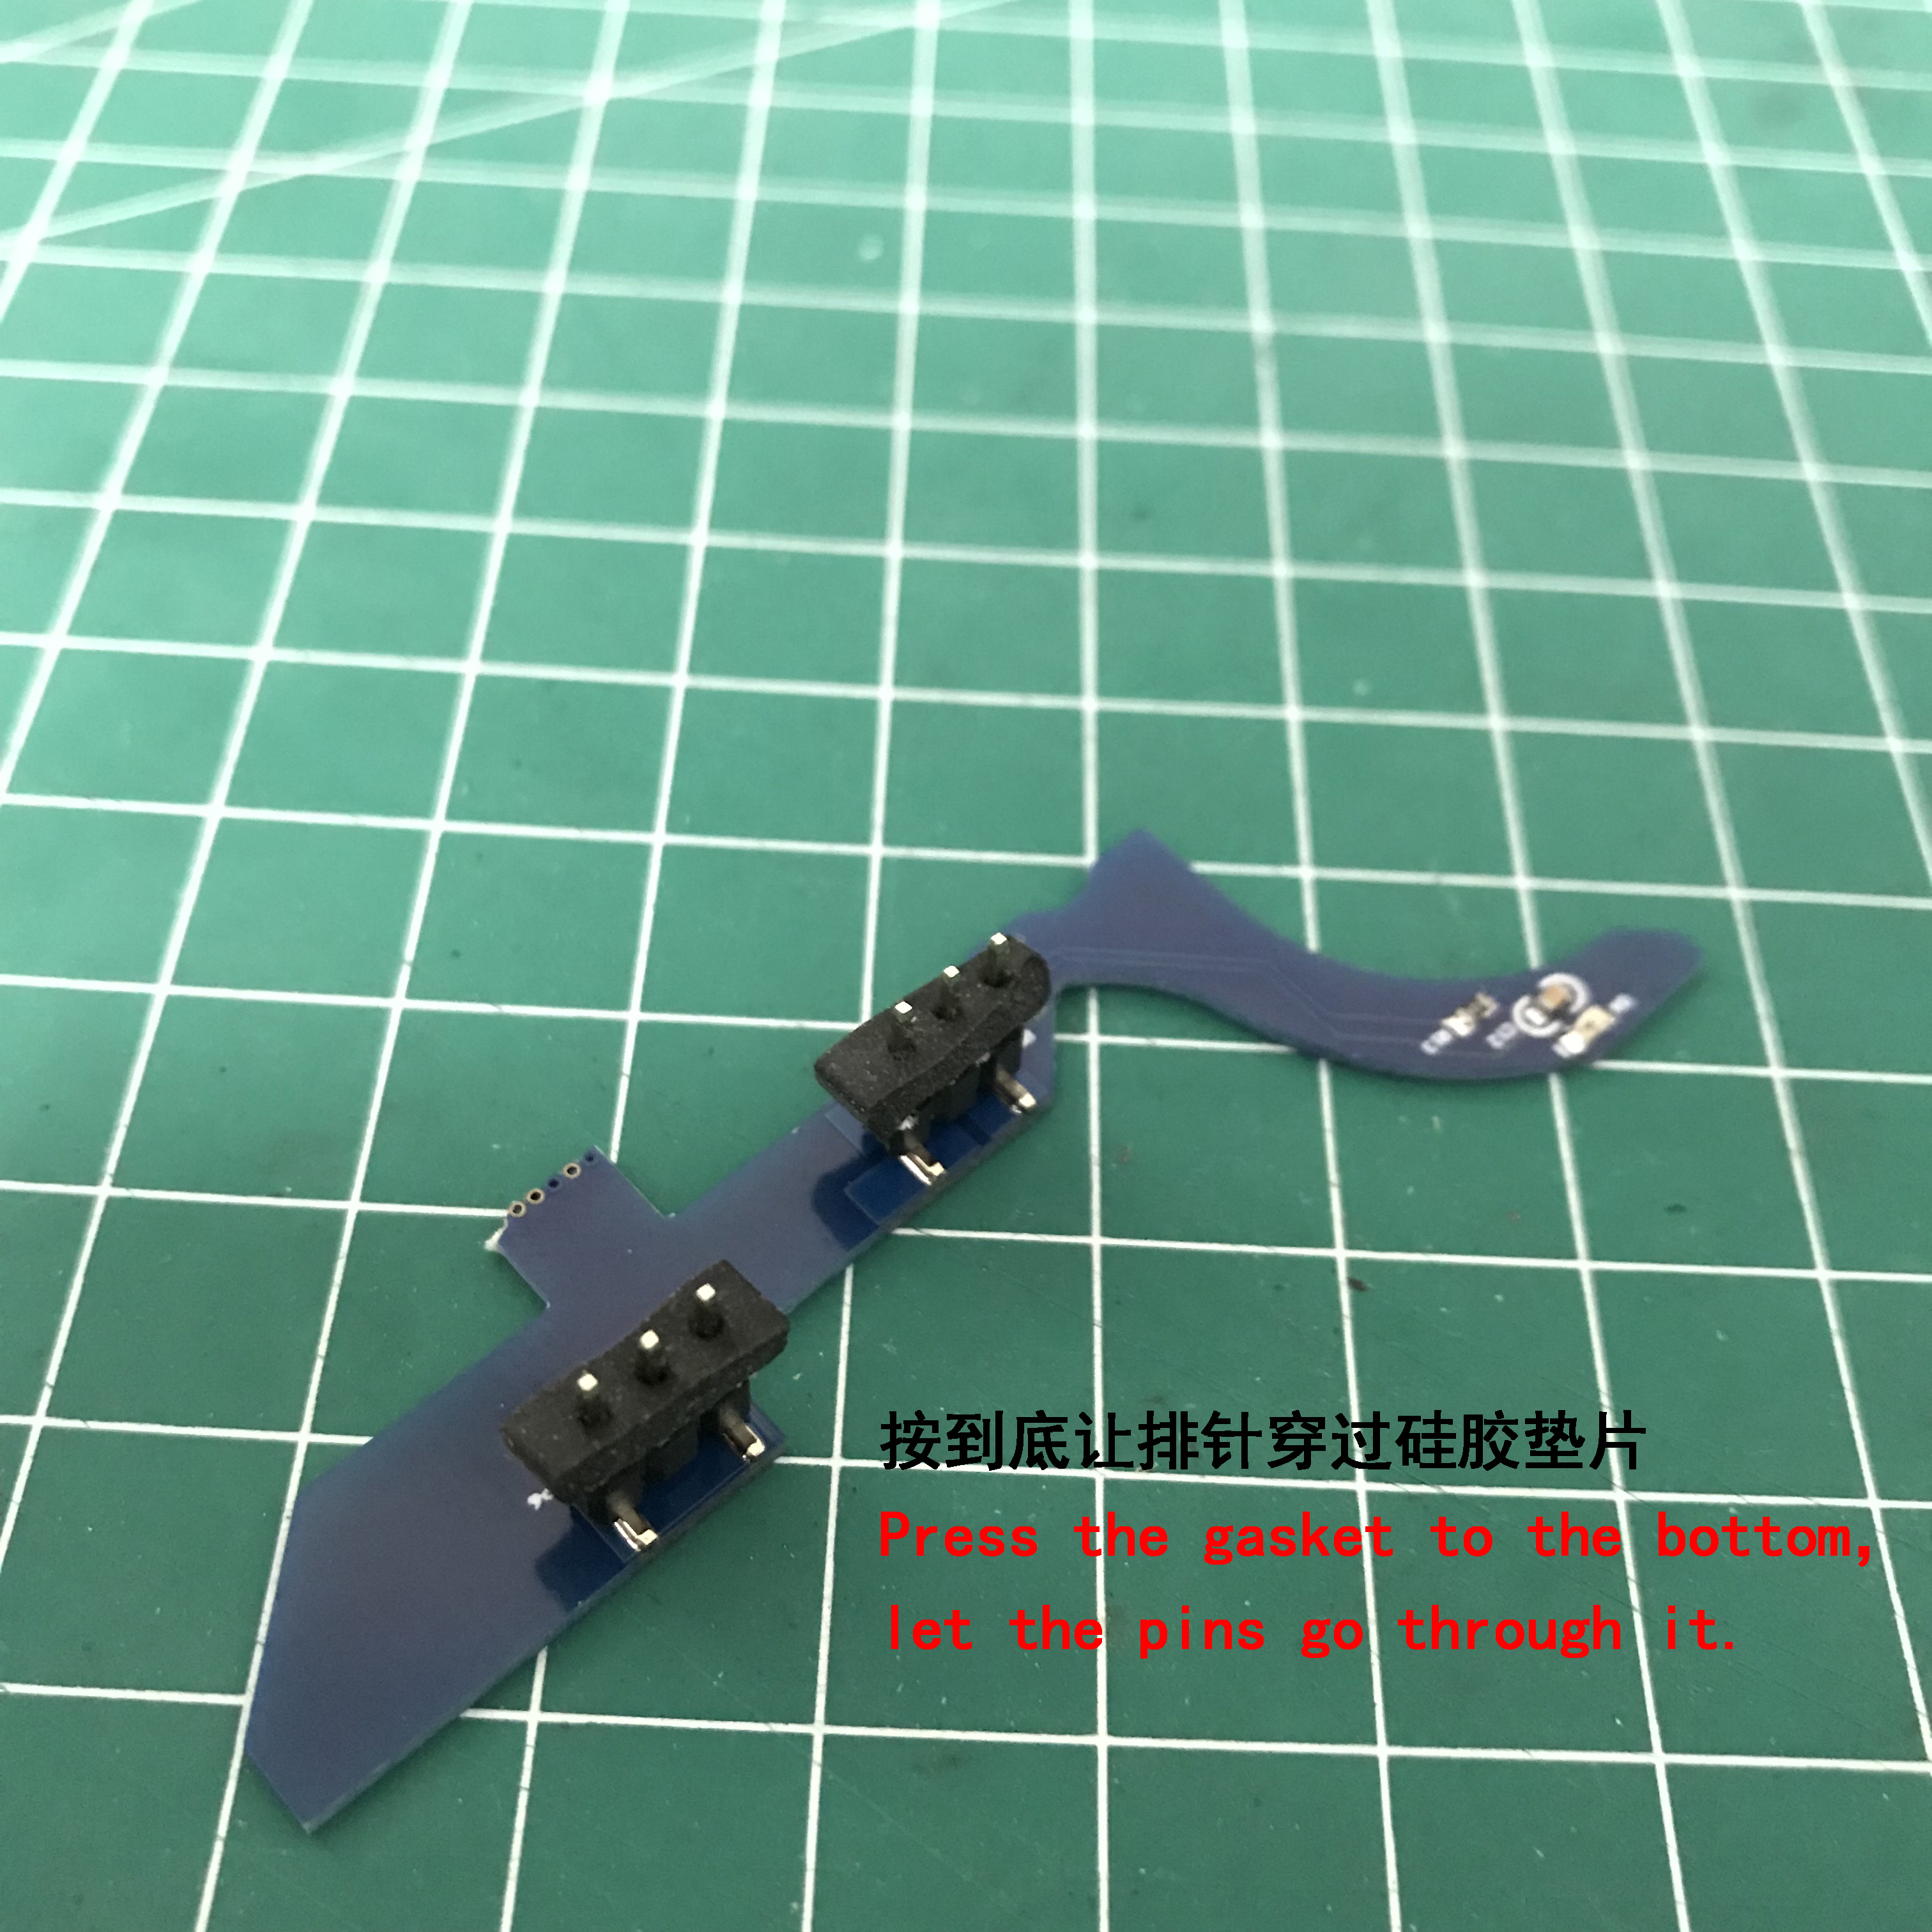 按到底让排针穿过硅胶垫片
Press the gasket to the bottom,
let the pins go through it.